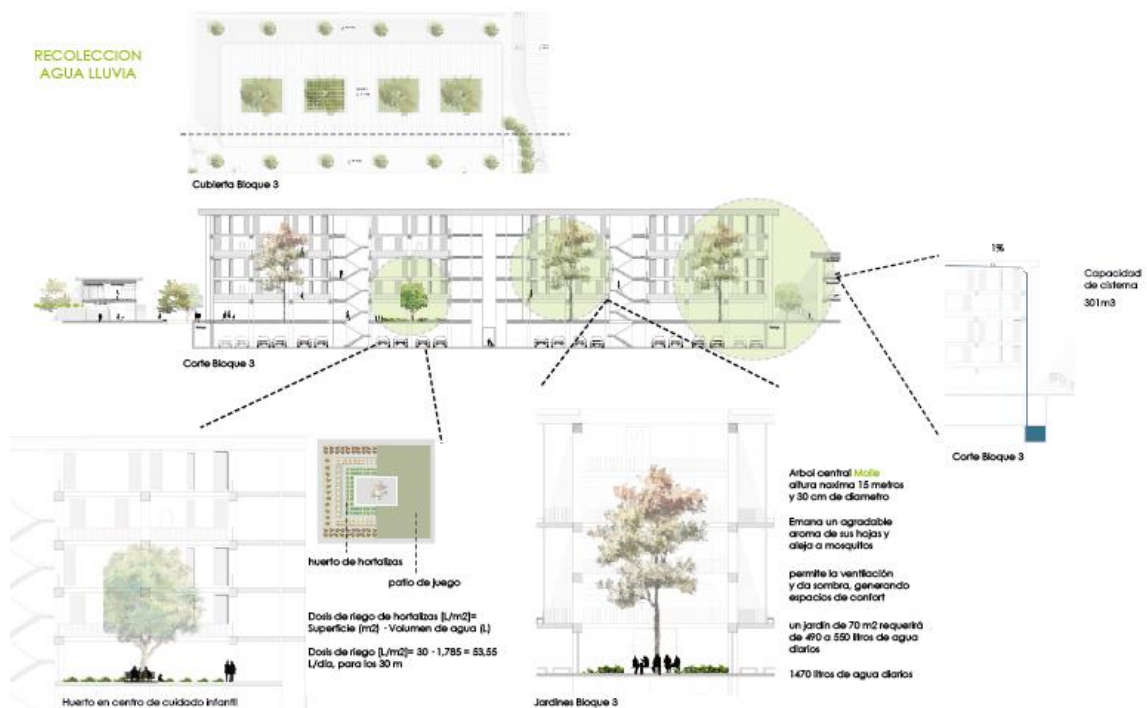 RECOLECCION
AGUA LLUVIA
Cubierta Bloque 3
Corte Bloque 3
1%
Capacidad
de cisterna
301m3
Corte Bloque 3
huerto de hortalizas
patio de juego
Dosis de riego de hortalizas [L/m2]=
Superficie (m2) · Volumen de agua (L)
Dosis de riego [L/m2]= 30 · 1,785 = 53,55
L/día, para los 30 m
Huerto en centro de cuidado infantil
Arbol central Molle
altura naxima 15 metros
y 30 cm de diametro
Emana un agradable
aroma de sus hojas y
aleja a mosquitos
permite la ventilación
y da sombra, generando
espacios de confort
un jardín de 70 m2 requerirá
de 490 a 550 litros de agua
diarios
1470 litros de agua diarios
Jardines Bloque 3